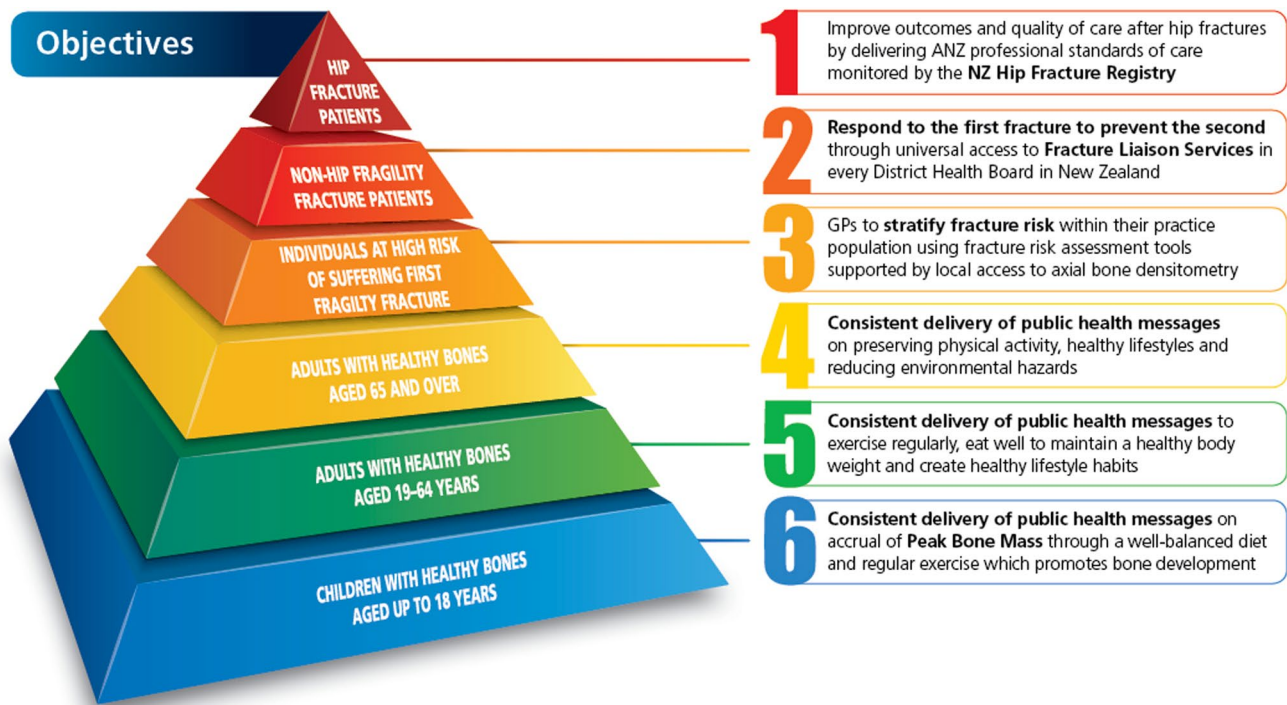 Objectives
HIP
FRACTURE
PATIENTS
NON-HIP FRAGILITY
FRACTURE PATIENTS
INDIVIDUALS AT HIGH RISK
OF SUFFERING FIRST
FRAGILTY FRACTURE
ADULTS WITH HEALTHY BONES
AGED 65 AND OVER
ADULTS WITH HEALTHY BONES
AGED 19–64 YEARS
CHILDREN WITH HEALTHY BONES
AGED UP TO 18 YEARS
1
Improve outcomes and quality of care after hip fractures
by delivering ANZ professional standards of care
monitored by the NZ Hip Fracture Registry
2
Respond to the first fracture to prevent the second
through universal access to Fracture Liaison Services in
every District Health Board in New Zealand
3
GPs to stratify fracture risk within their practice
population using fracture risk assessment tools
supported by local access to axial bone densitometry
4
Consistent delivery of public health messages
on preserving physical activity, healthy lifestyles and
reducing environmental hazards
5
Consistent delivery of public health messages to
exercise regularly, eat well to maintain a healthy body
weight and create healthy lifestyle habits
6
Consistent delivery of public health messages on
accrual of Peak Bone Mass through a well-balanced diet
and regular exercise which promotes bone development